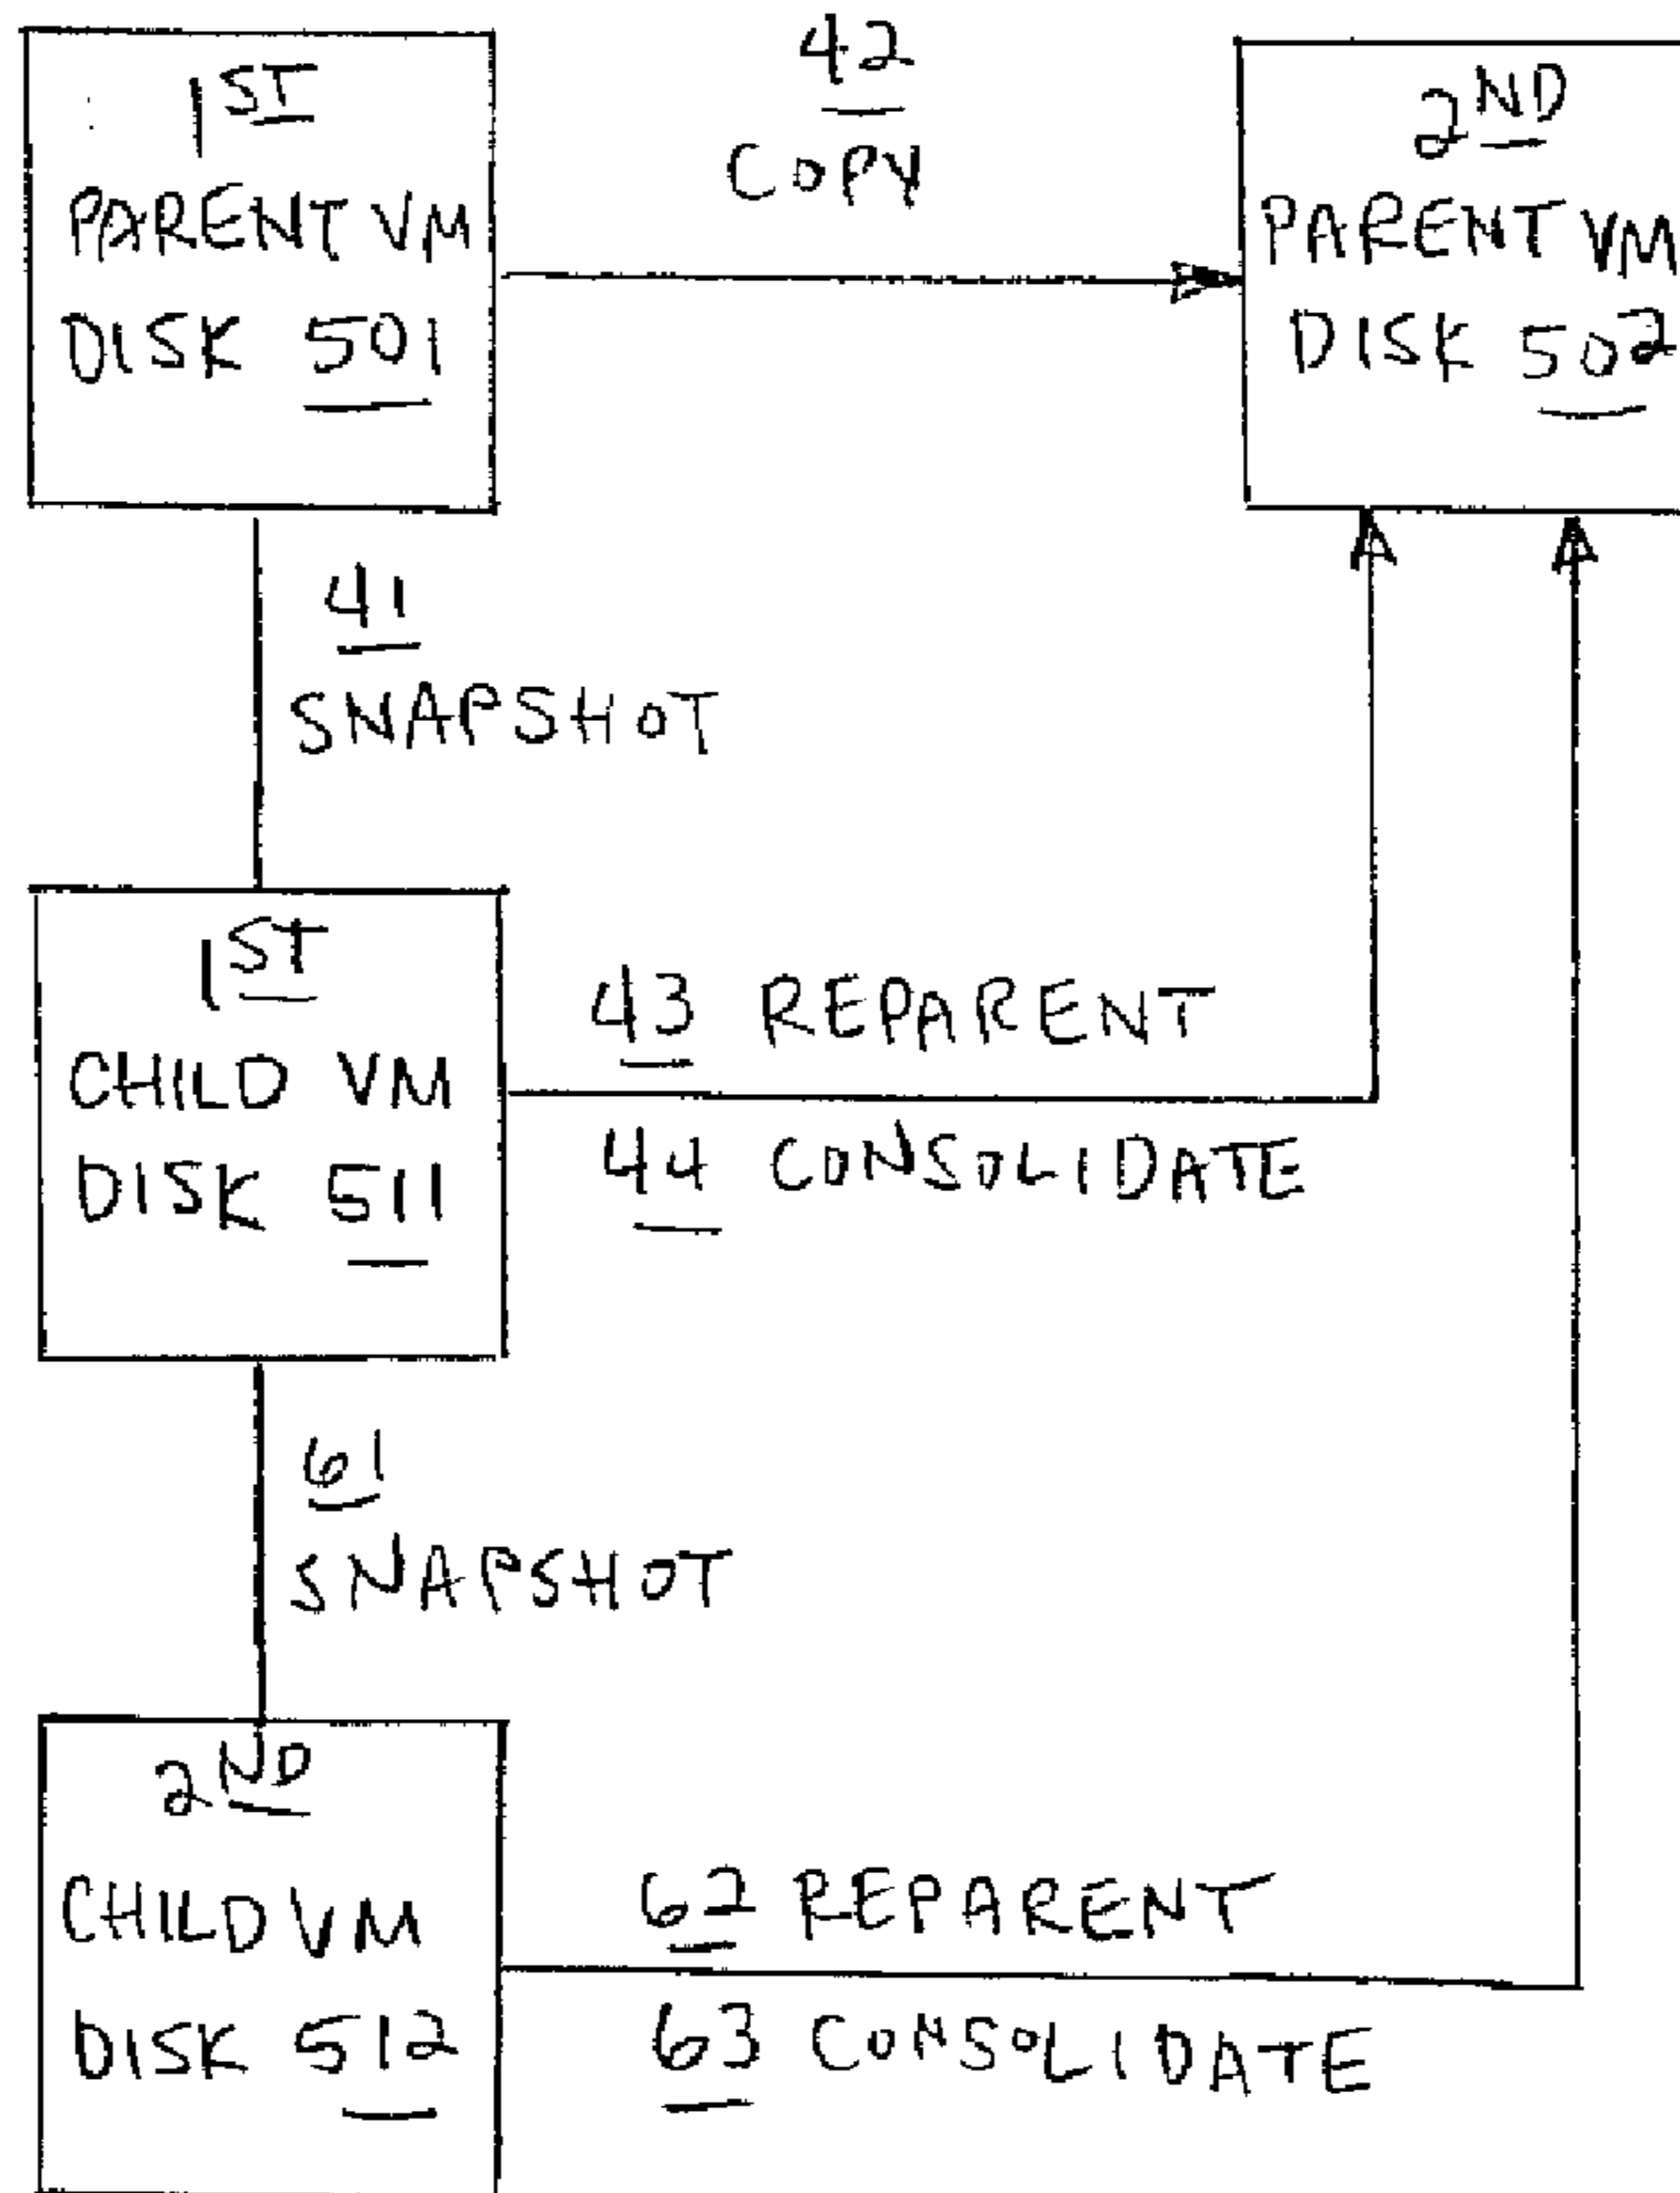 1ST
PARENT VM
DISK 501
42
COPY
2ND
PARENT VM
DISK 502
41
SNAPSHOT
1ST
CHILD VM
DISK 511
43 REPARENT
44 CONSOLIDATE
61
SNAPSHOT
2ND
CHILD VM
DISK 512
62 REPARENT
63 CONSOLIDATE